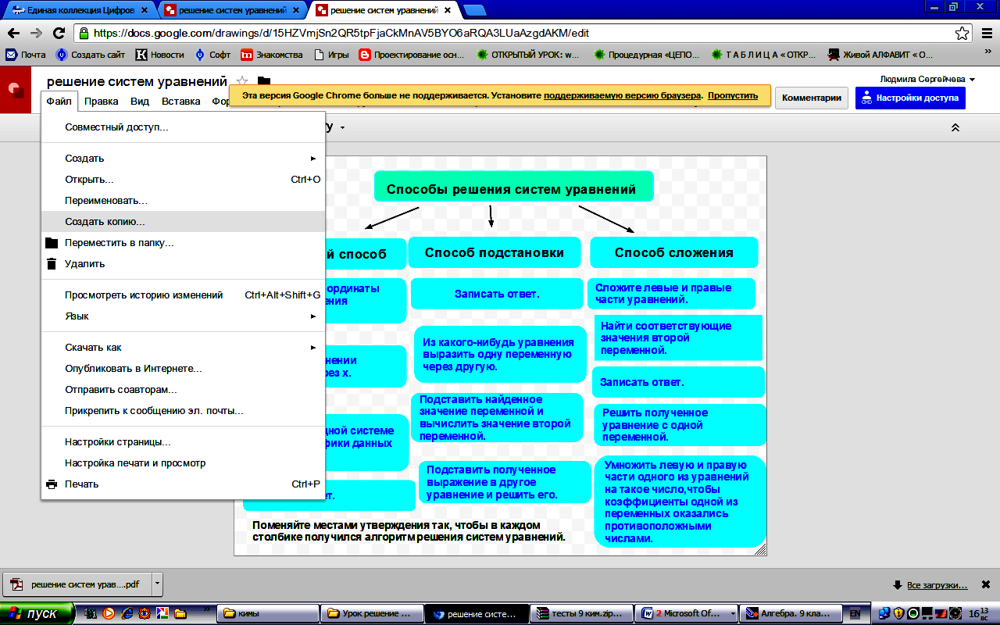 Единая коллекция Цифров
решение систем уравнений
решение систем уравнений
https://docs.google.com/drawings/d/15HZVmjSn2QR5tpFjaCkMnAV5BYO6aRQA3LUaAzgdAKM/edit
Почта
Создать сайт
Новости
Софт
Знакомства
Игры
Проектирование осн...
ОТКРЫТЫЙ УРОК: w...
Процедурная «ЦЕПО...
Т А Б Л И Ц А « ОТКР...
Живой АЛФАВИТ « О...
»
решение систем уравнений
Людмила Сергейчева
Файл
Правка
Вид
Вставка
Фор
Эта версия Google Chrome больше не поддерживается. Установите поддерживаемую версию браузера. Пропустить
Комментарии
Настройки доступа
Совместный доступ...
Создать
Открыть... Ctrl+O
Переименовать...
Создать копию...
Переместить в папку...
Удалить
Просмотреть историю изменений Ctrl+Alt+Shift+G
Язык
Скачать как
Опубликовать в Интернете...
Отправить соавторам...
Прикрепить к сообщению эл. почты...
Настройки страницы...
Настройка печати и просмотр
Печать Ctrl+P
Способы решения систем уравнений
й способ
ординаты
ения
нении
рез x.
дной системе
фики данных
ет.
Способ подстановки
Записать ответ.
Из какого-нибудь уравнения
выразить одну переменную
через другую.
Подставить найденное
значение переменной и
вычислить значение второй
переменной.
Подставить полученное
выражение в другое
уравнение и решить его.
Способ сложения
Сложите левые и правые
части уравнений.
Найти соответствующие
значения второй
переменной.
Записать ответ.
Решить полученное
уравнение с одной
переменной.
Умножить левую и правую
части одного из уравнений
на такое число,чтобы
коэффициенты одной из
переменных оказались
противоположными
числами.
Поменяйте местами утверждения так, чтобы в каждом
столбике получился алгоритм решения систем уравнений.
решение систем урав....pdf
Все загрузки...
пуск
»
кимы
Урок решение ...
решение систе...
тесты 9 ким.zip...
2 Microsoft Of...
Алгебра. 9 кла...
EN
16 13
вс